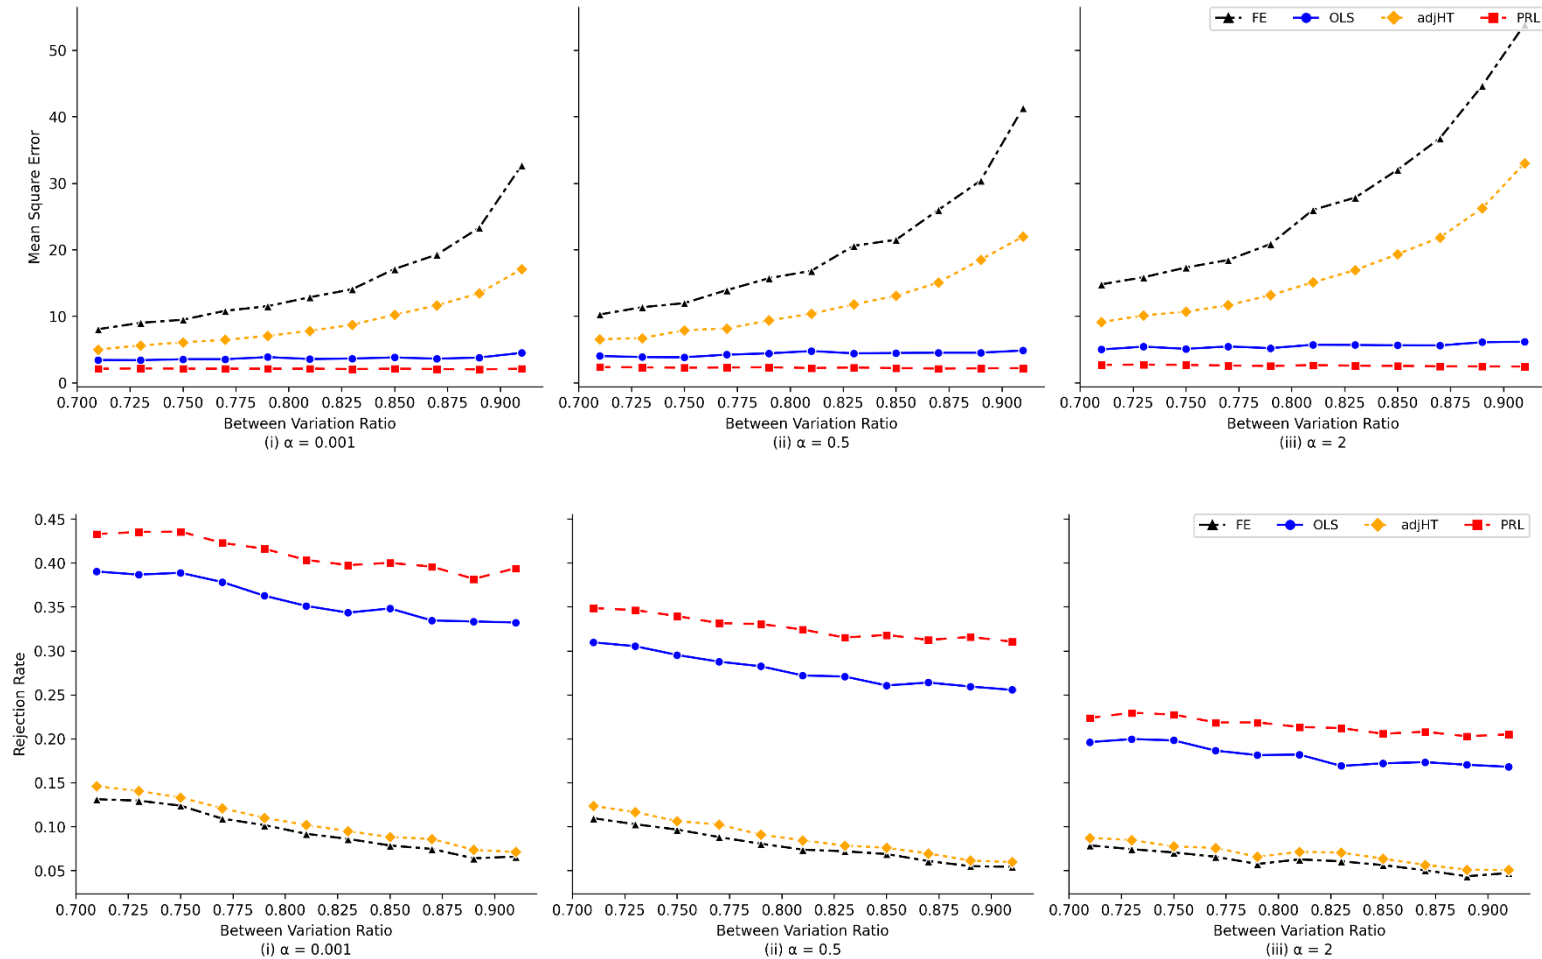 FE OLS adjHT PRL
Mean Square Error
50
40
30
20
10
0
0.700 0.725 0.750 0.775 0.800 0.825 0.850 0.875 0.900
0.700 0.725 0.750 0.775 0.800 0.825 0.850 0.875 0.900
0.700 0.725 0.750 0.775 0.800 0.825 0.850 0.875 0.900
Between Variation Ratio
(i) α = 0.001
Between Variation Ratio
(ii) α = 0.5
Between Variation Ratio
(iii) α = 2
FE OLS adjHT PRL
Rejection Rate
0.45
0.40
0.35
0.30
0.25
0.20
0.15
0.10
0.05
0.700 0.725 0.750 0.775 0.800 0.825 0.850 0.875 0.900
0.700 0.725 0.750 0.775 0.800 0.825 0.850 0.875 0.900
0.700 0.725 0.750 0.775 0.800 0.825 0.850 0.875 0.900
Between Variation Ratio
(i) α = 0.001
Between Variation Ratio
(ii) α = 0.5
Between Variation Ratio
(iii) α = 2